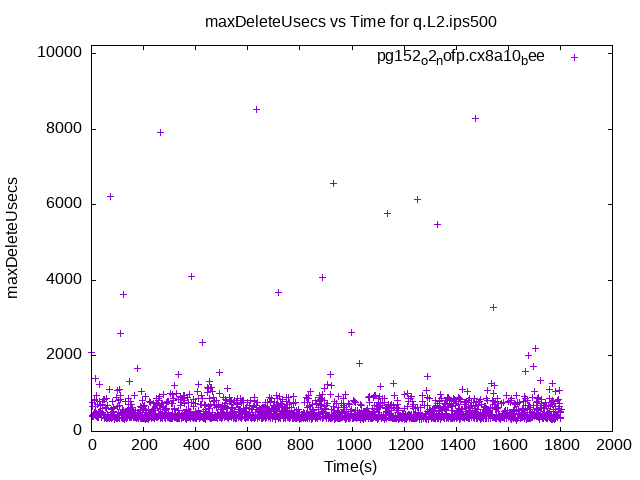 maxDeleteUsecs vs Time for q.L2.ips500
pg152o2nofp.cx8a10bee
maxDeleteUsecs
10000
8000
6000
4000
2000
0
0 200 400 600 800 1000 1200 1400 1600 1800 2000
Time(s)